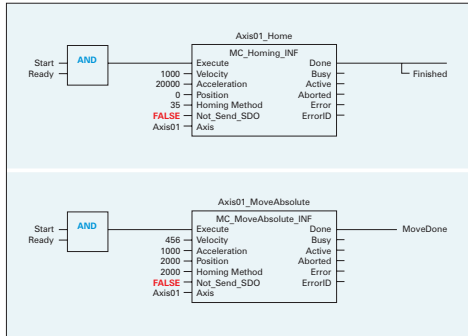 Axis01_Home
MC_Homing_INF
Start
Ready
AND
Execute Done
1000 Velocity Busy
20000 Acceleration Active
0 Position Aborted
35 Homing Method Error
FALSE Not_Send_SDO ErrorID
Axis01 Axis
Finished
Axis01_MoveAbsolute
MC_MoveAbsolute_INF
Start
Ready
AND
Execute Done
MoveDone
456 Velocity Busy
1000 Acceleration Active
2000 Position Aborted
2000 Homing Method Error
FALSE Not_Send_SDO ErrorID
Axis01 Axis